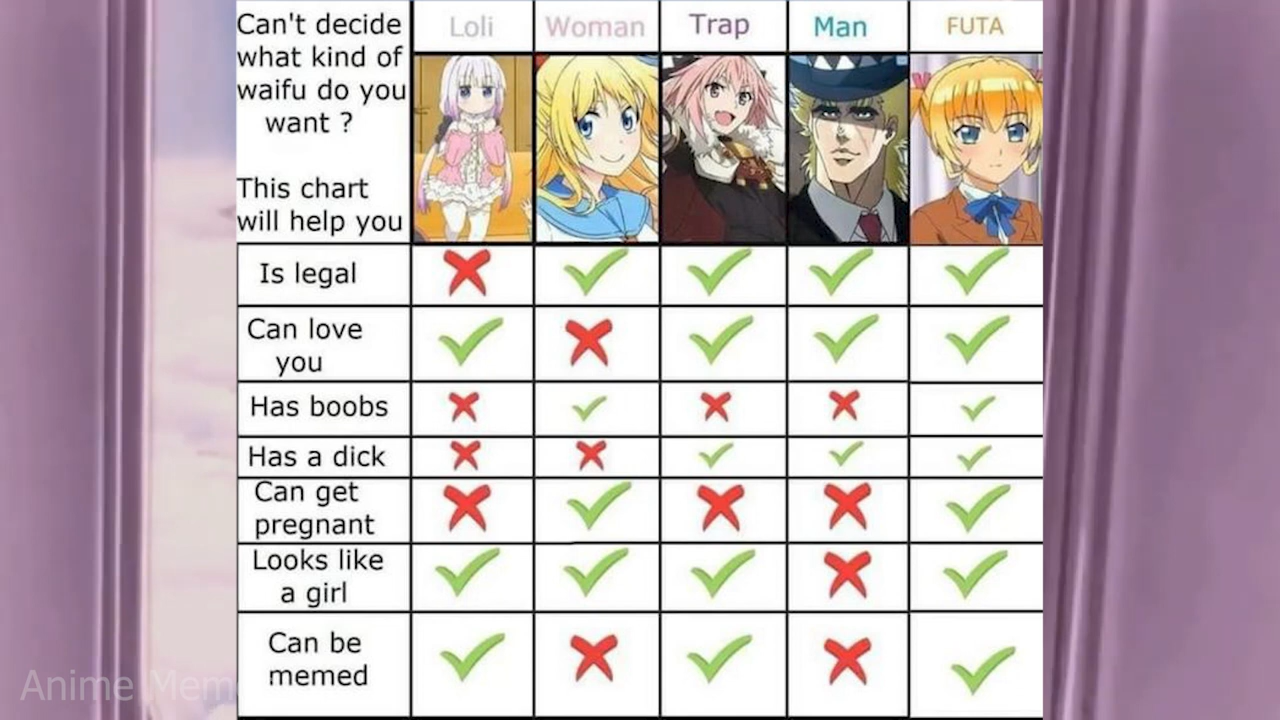 Can't decide
what kind of
waifu do you
want ?
This chart
will help you
Loli
Woman
Trap
Man
FUTA
Is legal
Can love
you
Has boobs
Has a dick
Can get
pregnant
Looks like
a girl
Can be
memed
Anime Mem